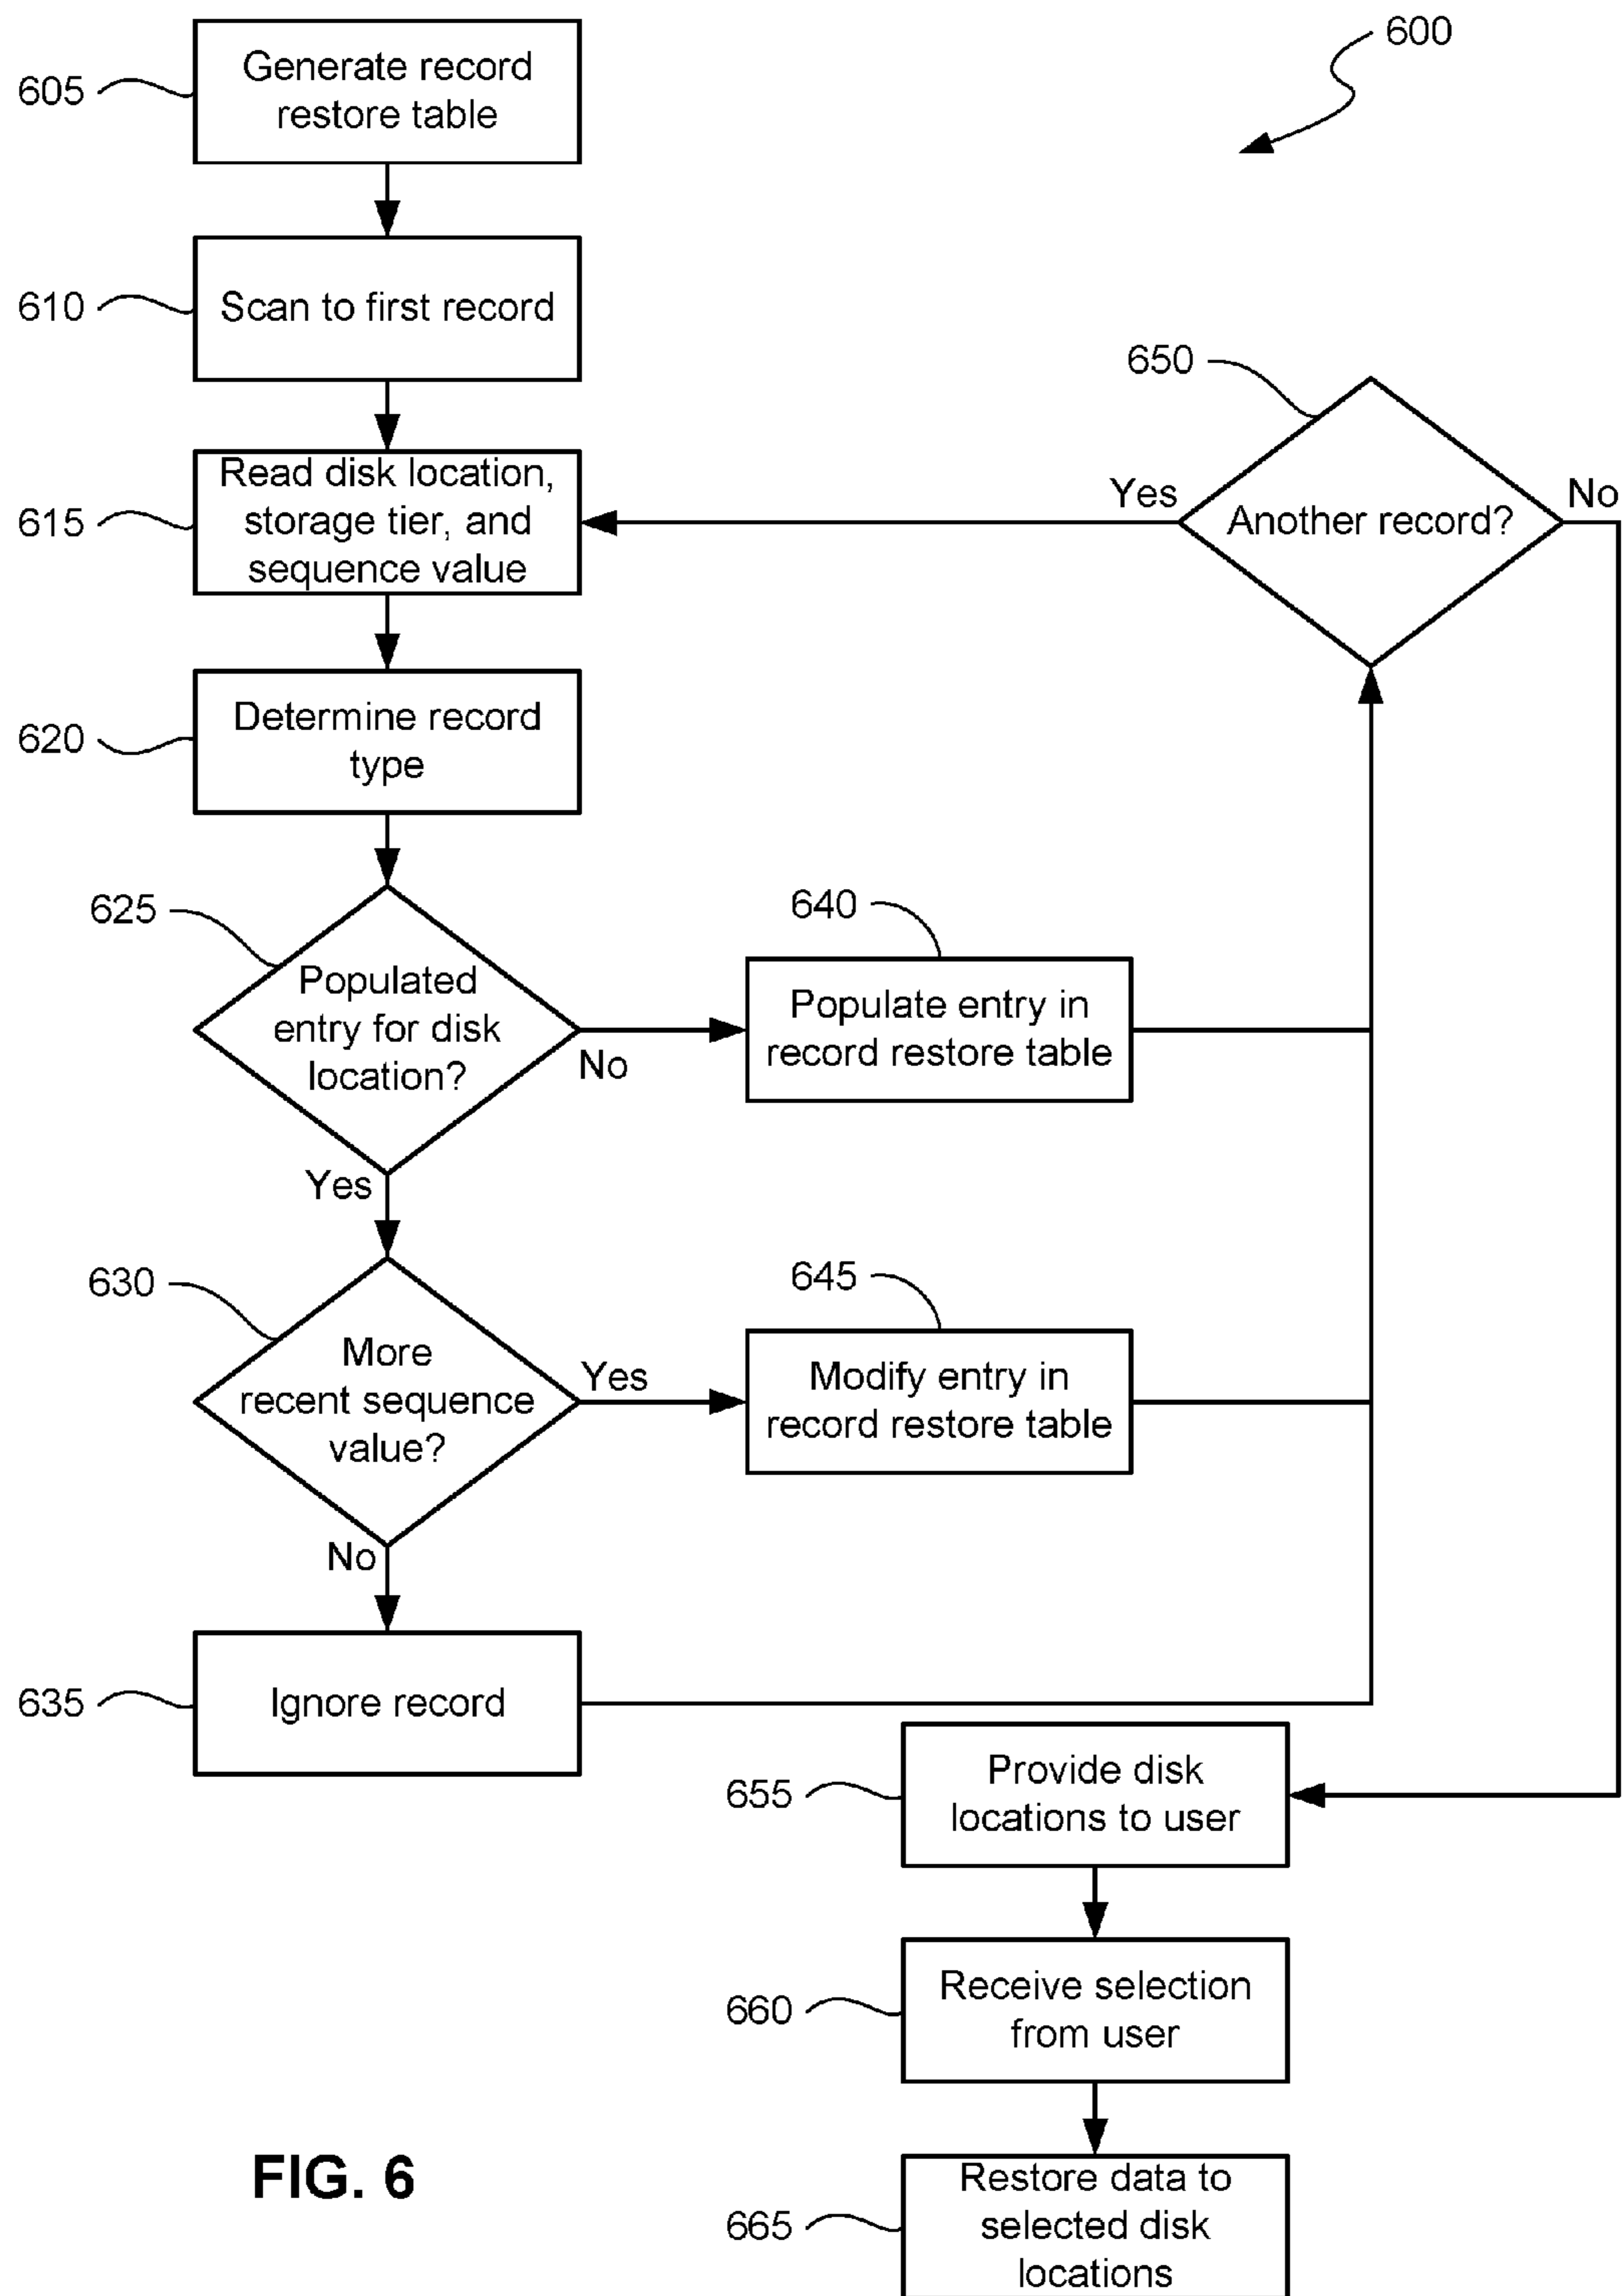 600
605
Generate record
restore table
610
Scan to first record
650
Another record?
Yes
No
615
Read disk location,
storage tier, and
sequence value
620
Determine record
type
625
Populated
entry for disk
location?
No
Yes
640
Populate entry in
record restore table
630
More
recent sequence
value?
Yes
No
645
Modify entry in
record restore table
635
Ignore record
655
Provide disk
locations to user
660
Receive selection
from user
665
Restore data to
selected disk
locations
FIG. 6